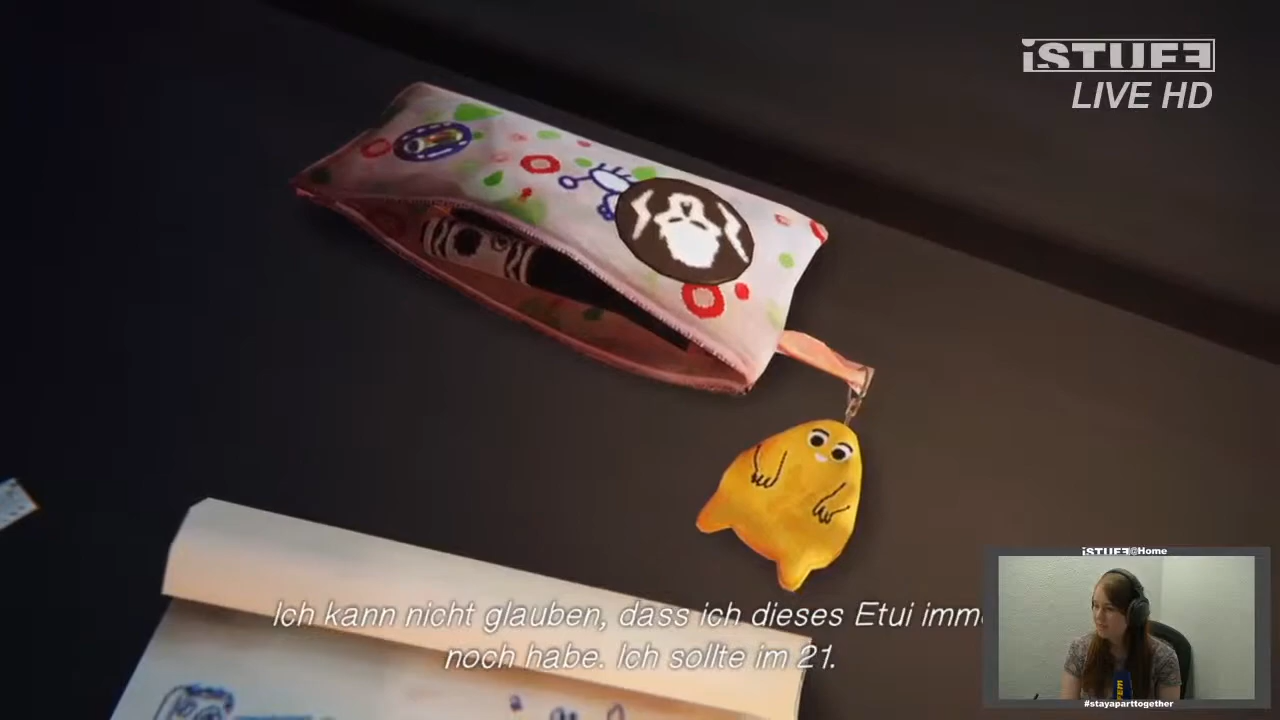 iSTUFF
LIVE HD
Ich kann nicht glauben, dass ich dieses Etui imm
noch habe. Ich sollte im 21.
iSTUFF@Home
#stayaparttogether